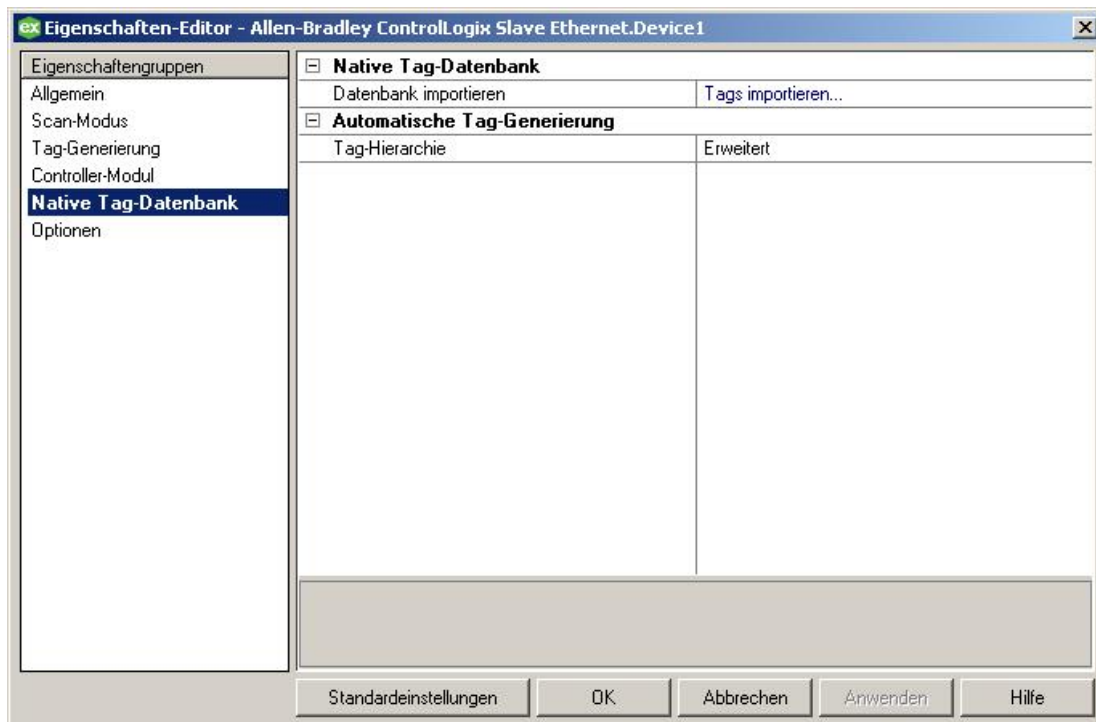 ex Eigenschaften-Editor - Allen-Bradley ControlLogix Slave Ethernet.Device1
Eigenschaftengruppen
Allgemein
Scan-Modus
Tag-Generierung
Controller-Modul
Native Tag-Datenbank
Optionen
Native Tag-Datenbank
Datenbank importieren Tags importieren...
Automatische Tag-Generierung
Tag-Hierarchie Erweitert
Standardeinstellungen OK Abbrechen Anwenden Hilfe